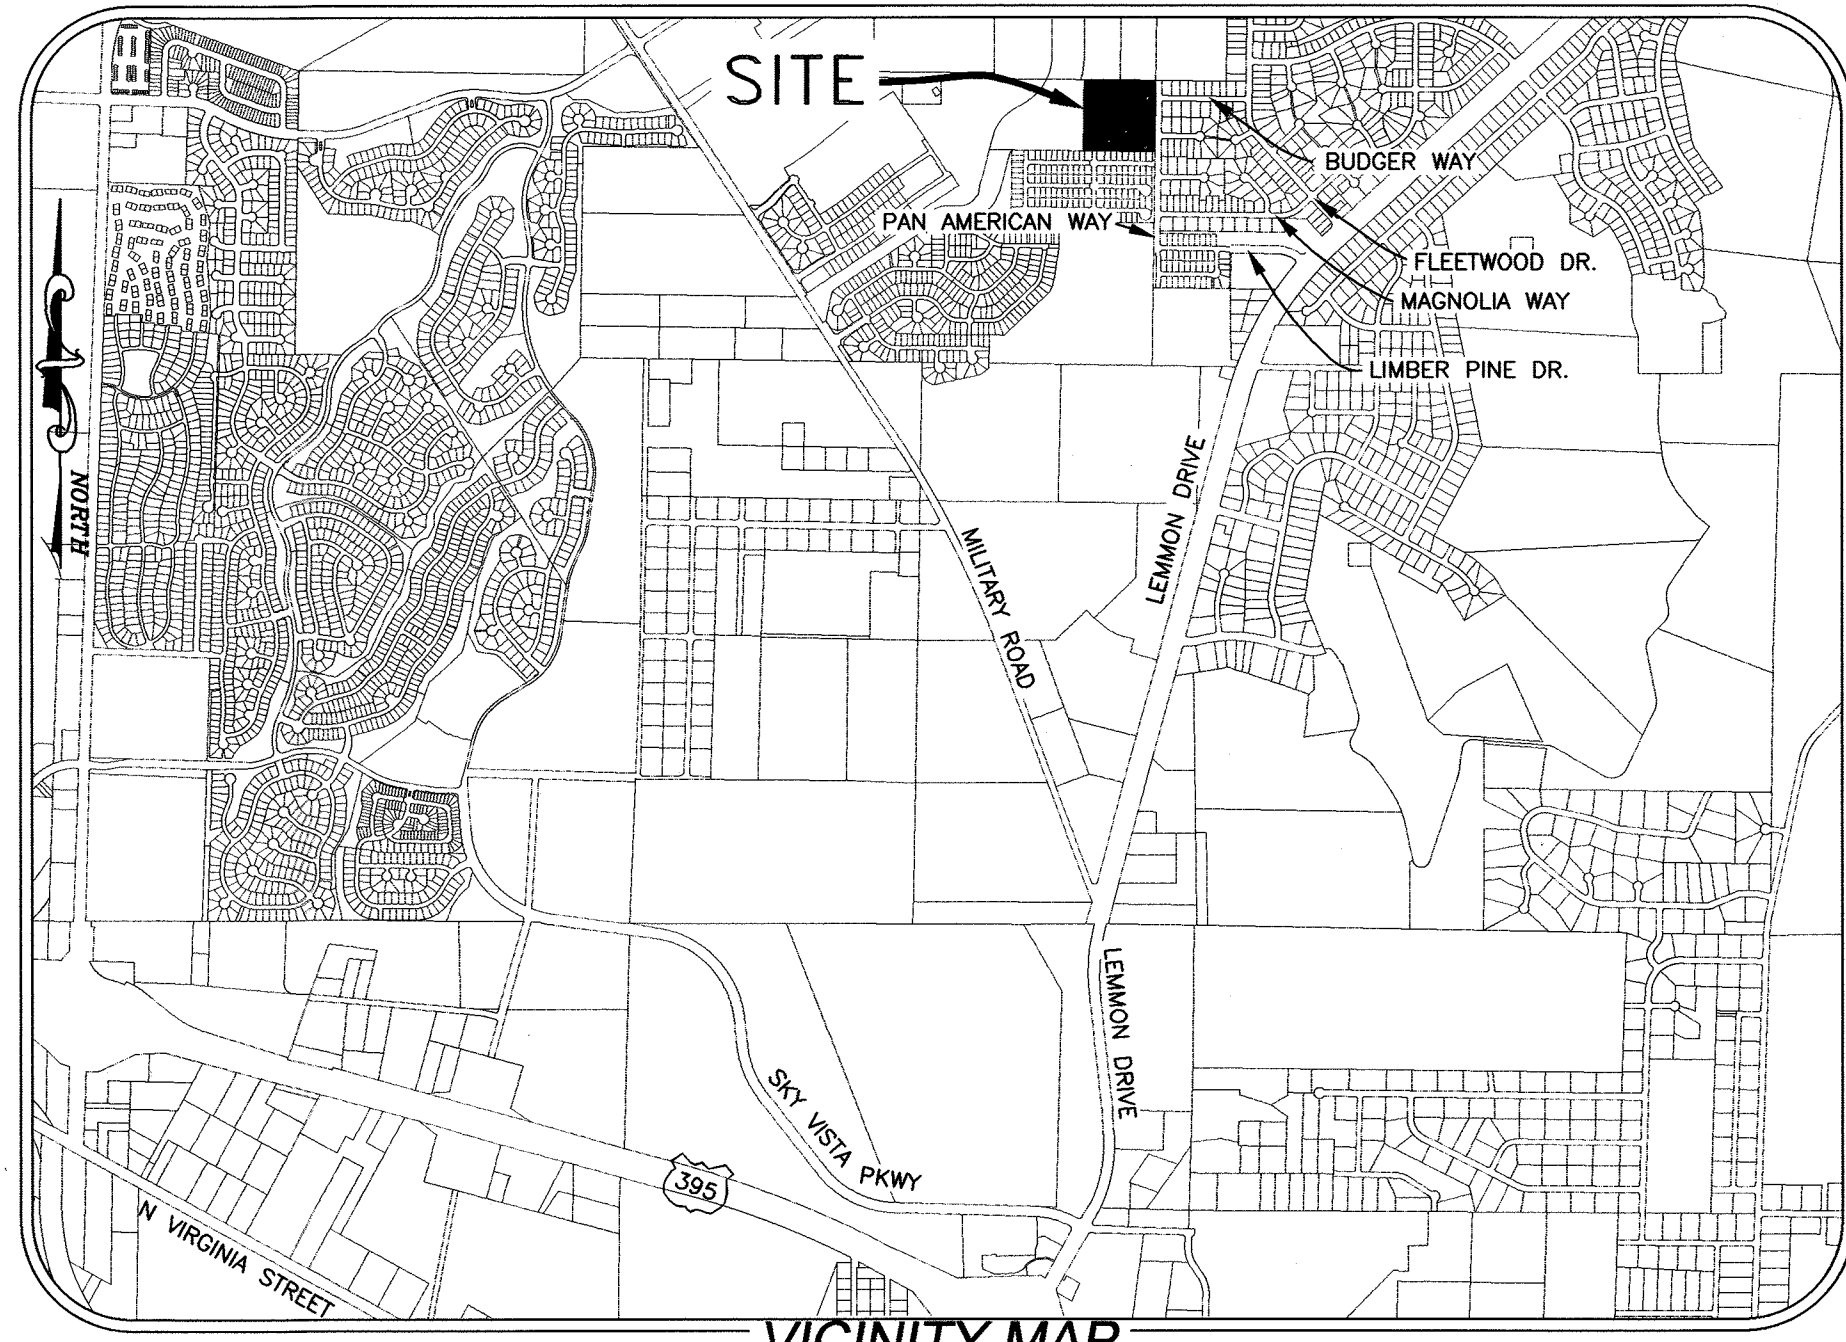 SITE
BUDGER WAY
PAN AMERICAN WAY
FLEETWOOD DR.
MAGNOLIA WAY
LIMBER PINE DR.
NORTH
LEMMON DRIVE
MILITARY ROAD
LEMMON DRIVE
SKY VISTA PKWY
395
N VIRGINIA STREET
VICINITY MAP